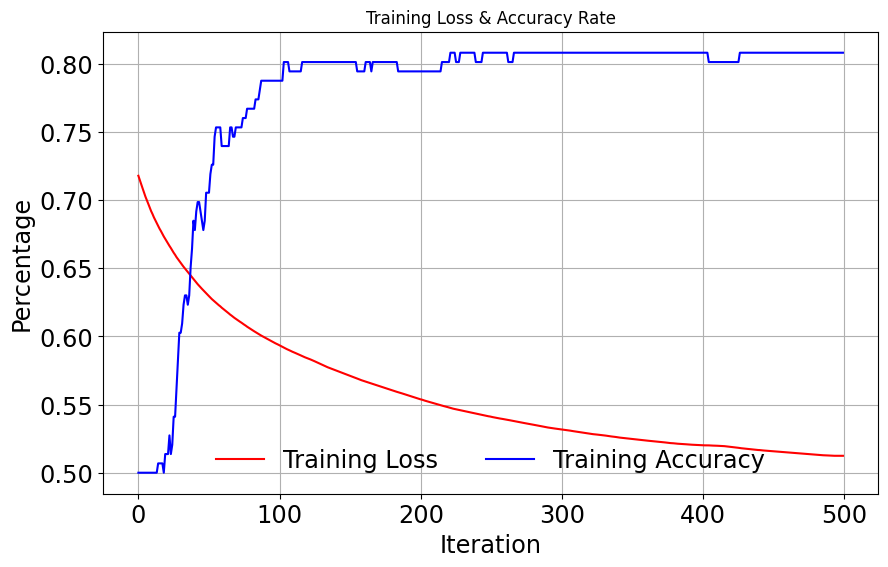 Training Loss & Accuracy Rate
0.80
0.75
0.70
0.65
0.60
0.55
0.50
Percentage
Training Loss Training Accuracy
0 100 200 300 400 500
Iteration